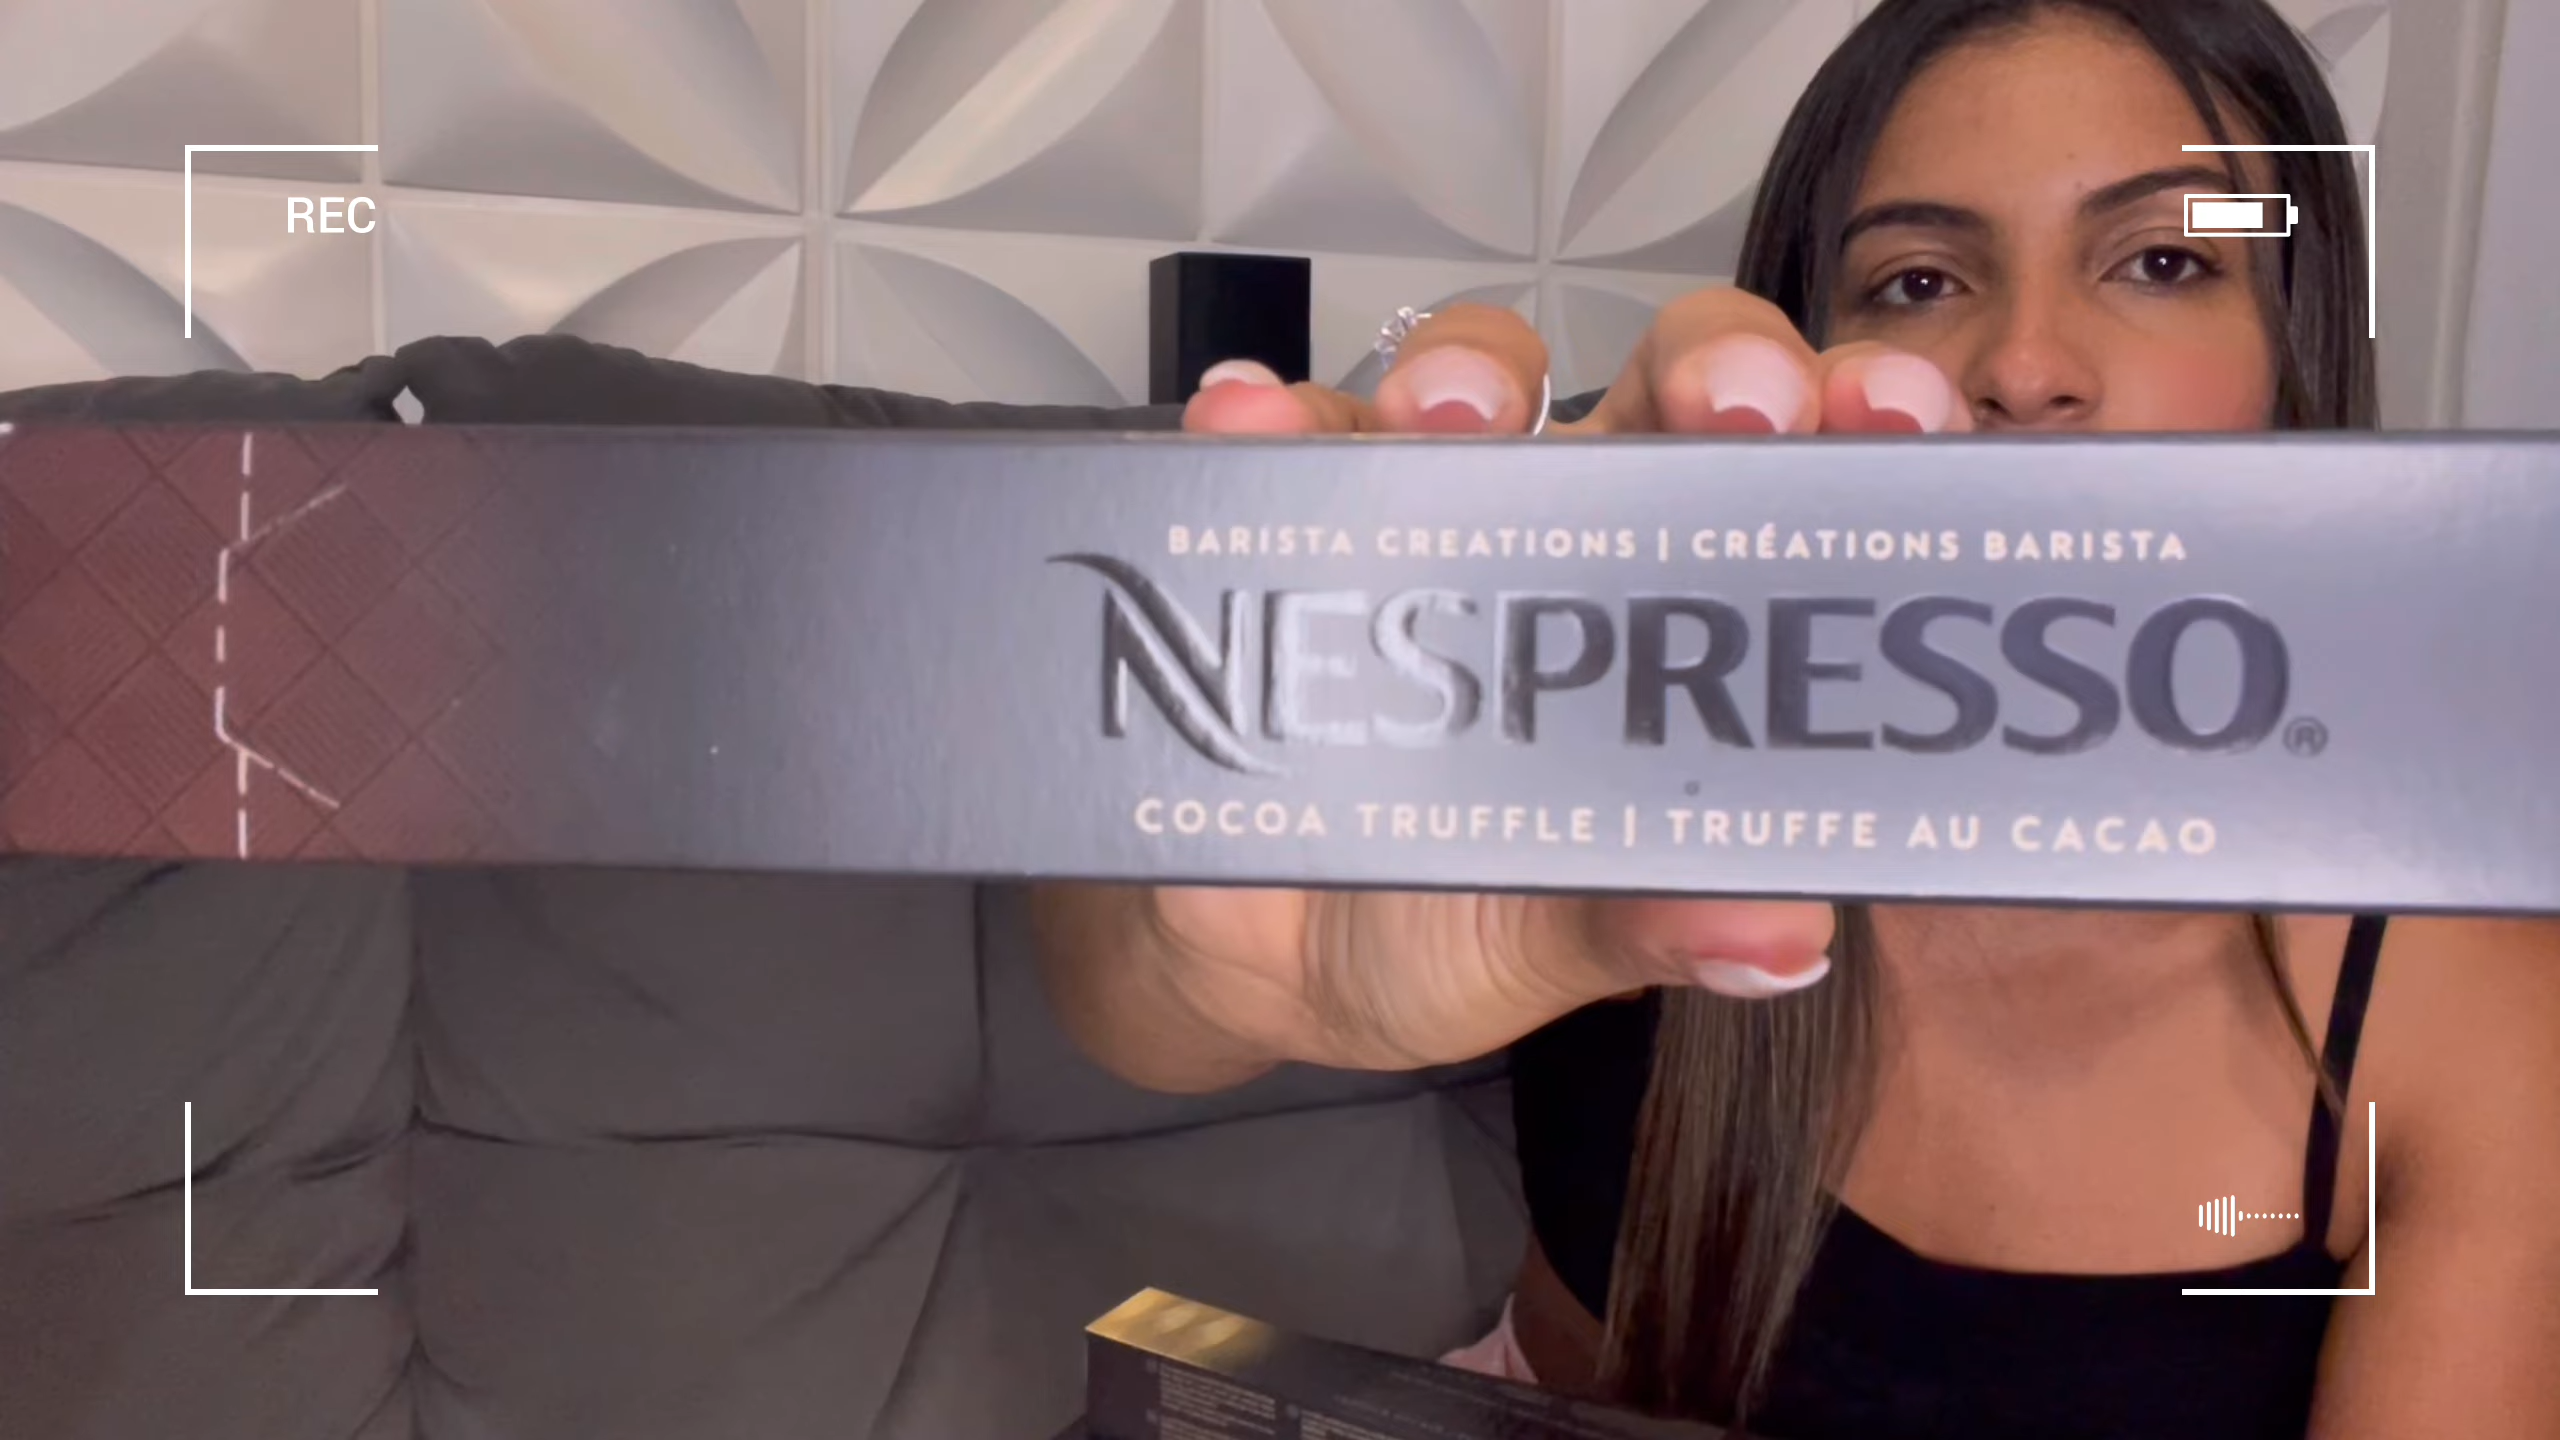 REC
BARISTA CREATIONS | CRÉATIONS BARISTA
NESPRESSO®
COCOA TRUFFLE | TRUFFE AU CACAO